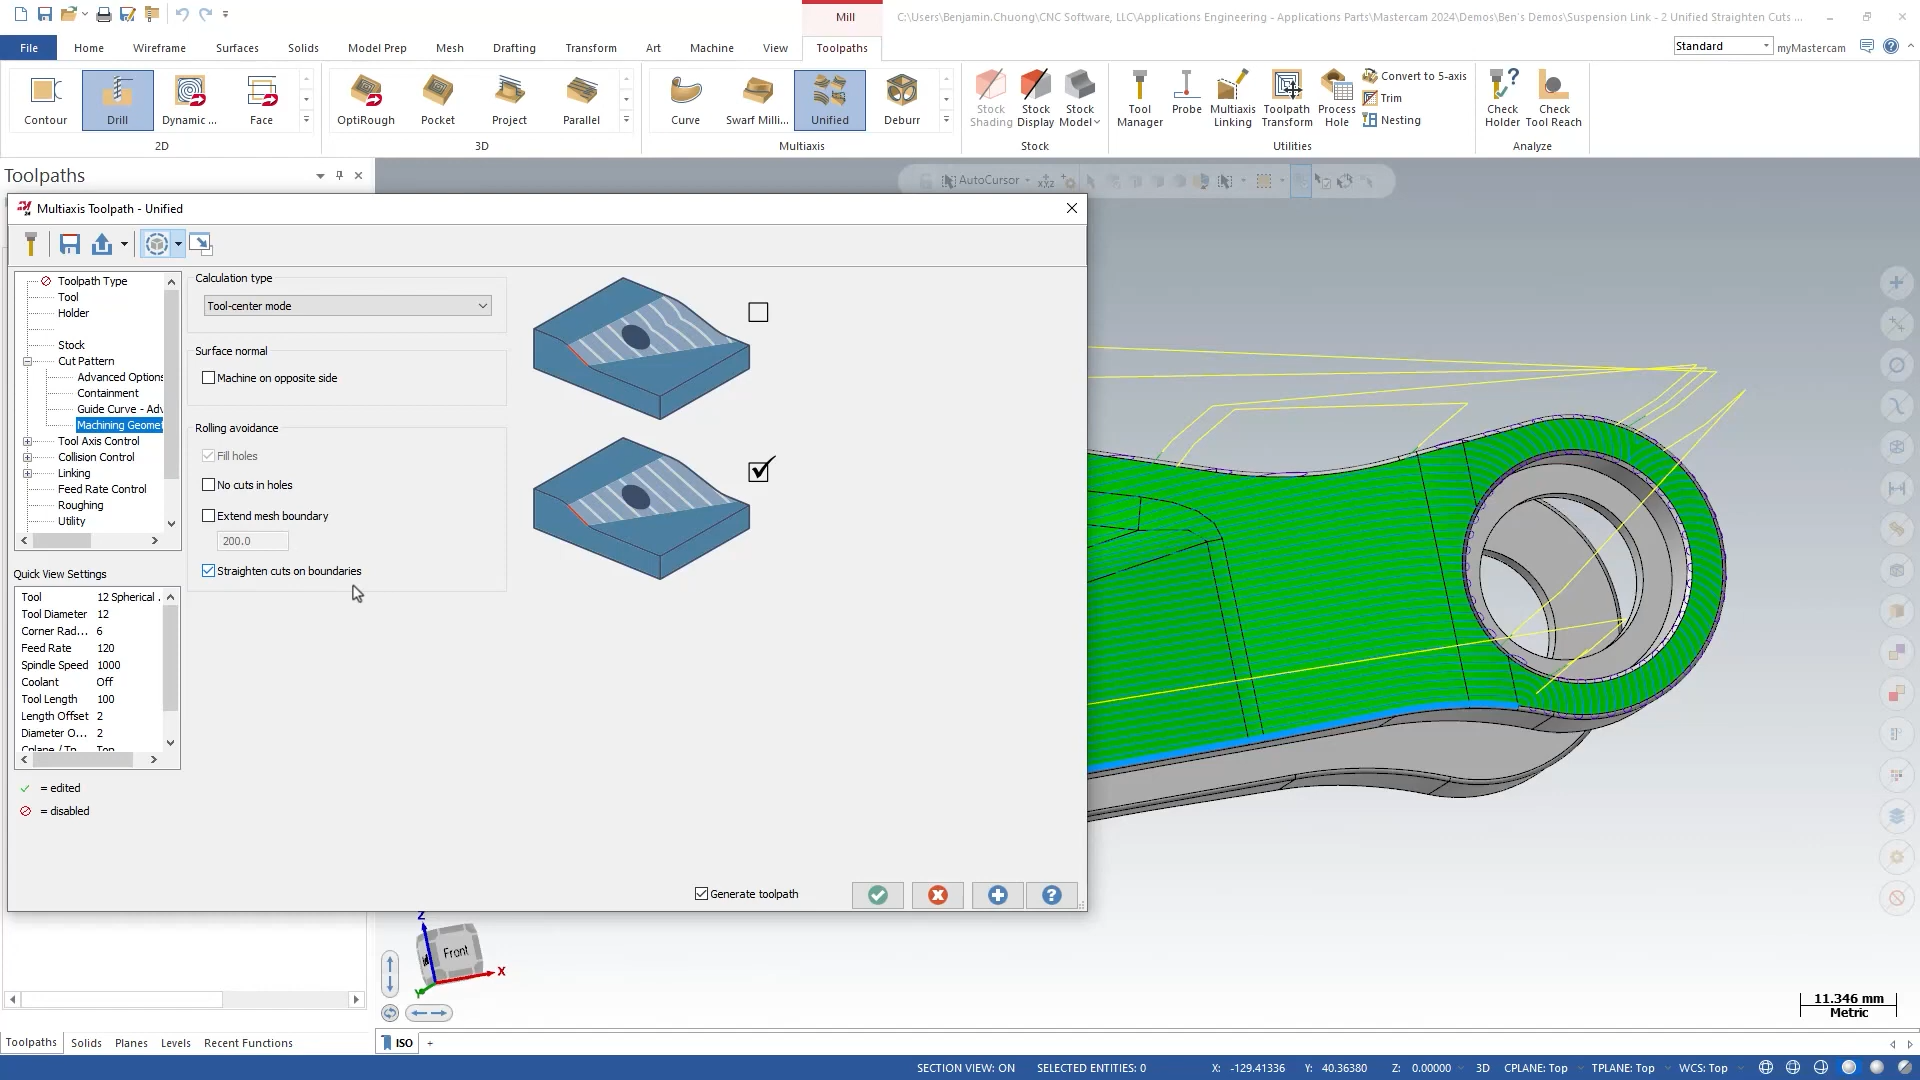 Mill
C:\Users\Benjamin.Chuong\CNC Software, LLC\Applications Engineering - Applications Parts\Mastercam 2024\Demos\Ben's Demos\Suspension Link - 2 Unified Straighten Cuts ...
File
Home
Wireframe
Surfaces
Solids
Model Prep
Mesh
Drafting
Transform
Art
Machine
View
Toolpaths
Standard
myMastercam
Contour
Drill
Dynamic ...
Face
2D
OptiRough
Pocket
Project
Parallel
3D
Curve
Swarf Milli...
Unified
Deburr
Multiaxis
Stock Shading
Stock Display
Stock Model
Stock
Tool Manager
Probe
Multiaxis Linking
Toolpath Transform
Process Hole
Convert to 5-axis
Trim
Nesting
Utilities
Check Holder
Check Tool Reach
Analyze
Toolpaths
AutoCursor
Multiaxis Toolpath - Unified
Toolpath Type
Tool
Holder
Stock
Cut Pattern
Advanced Options
Containment
Guide Curve - Adv
Machining Geomet
Tool Axis Control
Collision Control
Linking
Feed Rate Control
Roughing
Utility
Calculation type
Tool-center mode
Surface normal
Machine on opposite side
Rolling avoidance
Fill holes
No cuts in holes
Extend mesh boundary
200.0
Straighten cuts on boundaries
Quick View Settings
Tool 12 Spherical .
Tool Diameter 12
Corner Rad... 6
Feed Rate 120
Spindle Speed 1000
Coolant Off
Tool Length 100
Length Offset 2
Diameter O... 2
Cplane / Tp... Top
= edited
= disabled
Generate toolpath
Z
Front
X
Y
11.346 mm
Metric
Toolpaths
Solids
Planes
Levels
Recent Functions
ISO
+
SECTION VIEW: ON
SELECTED ENTITIES: 0
X: -129.41336
Y: 40.36380
Z: 0.00000
3D
CPLANE: Top
TPLANE: Top
WCS: Top